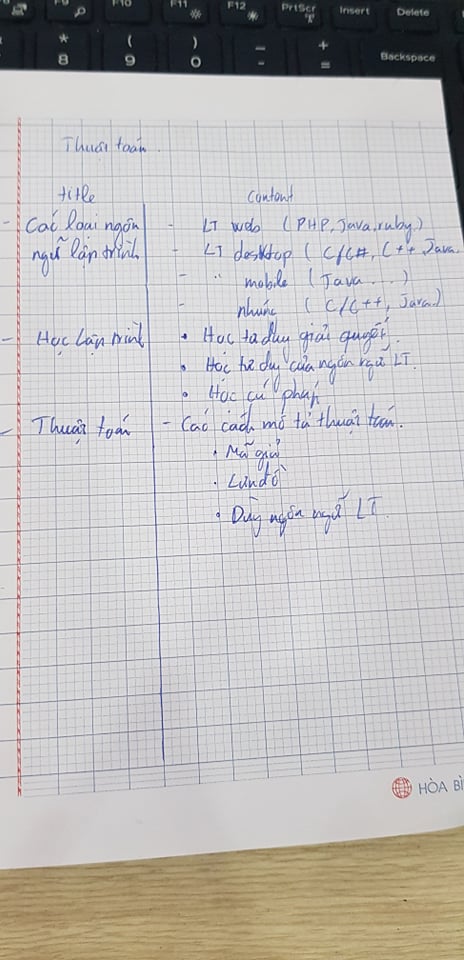 F9 F10 F11 F12 PrtScr Insert Delete
* ( ) _ + Backspace
8 9 0 - =
Thuật toán
title content
- Các loại ngôn - LT web (PHP, Java, ruby)
ngữ lập trình - LT desktop (C/C#, C++ Java.
- " mobile (Java...)
- nhúng (C/C++, Java)
- Học Lập trình • Học tư duy giải quyết.
• Học tư duy của ngôn ngữ LT.
• Học cú pháp
- Thuật toán - Các cách mô tả thuật toán.
• Mã giả
• Lưu đồ
• Dùng ngôn ngữ LT.
HÒA BÌ